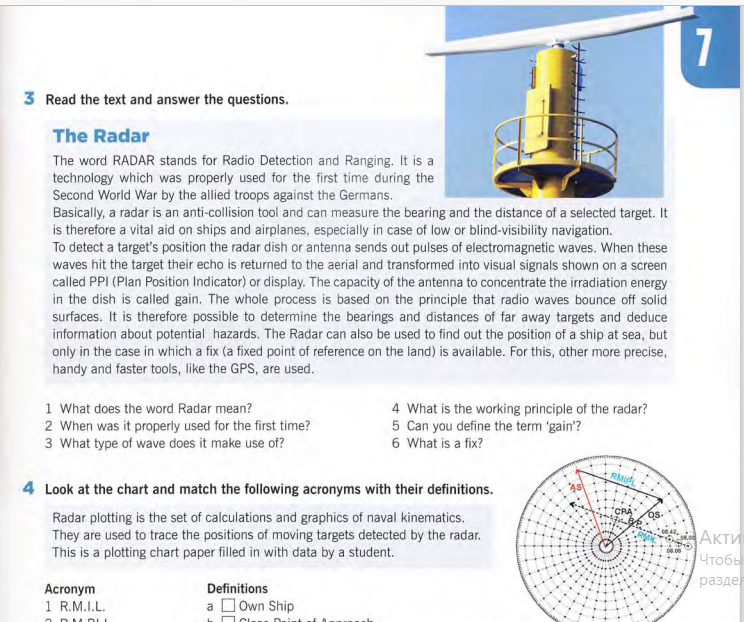 7
3 Read the text and answer the questions.
The Radar
The word RADAR stands for Radio Detection and Ranging. It is a
technology which was properly used for the first time during the
Second World War by the allied troops against the Germans.
Basically, a radar is an anti-collision tool and can measure the bearing and the distance of a selected target. It
is therefore a vital aid on ships and airplanes, especially in case of low or blind-visibility navigation.
To detect a target's position the radar dish or antenna sends out pulses of electromagnetic waves. When these
waves hit the target their echo is returned to the aerial and transformed into visual signals shown on a screen
called PPI (Plan Position Indicator) or display. The capacity of the antenna to concentrate the irradiation energy
in the dish is called gain. The whole process is based on the principle that radio waves bounce off solid
surfaces. It is therefore possible to determine the bearings and distances of far away targets and deduce
information about potential hazards. The Radar can also be used to find out the position of a ship at sea, but
only in the case in which a fix (a fixed point of reference on the land) is available. For this, other more precise,
handy and faster tools, like the GPS, are used.
1 What does the word Radar mean?
2 When was it properly used for the first time?
3 What type of wave does it make use of?
4 What is the working principle of the radar?
5 Can you define the term 'gain'?
6 What is a fix?
4 Look at the chart and match the following acronyms with their definitions.
Radar plotting is the set of calculations and graphics of naval kinematics.
They are used to trace the positions of moving targets detected by the radar.
This is a plotting chart paper filled in with data by a student.
AS
CPA
OS
08.06
Acronym
1 R.M.I.L.
Definitions
a Own Ship
Акти
Чтобы
раздел